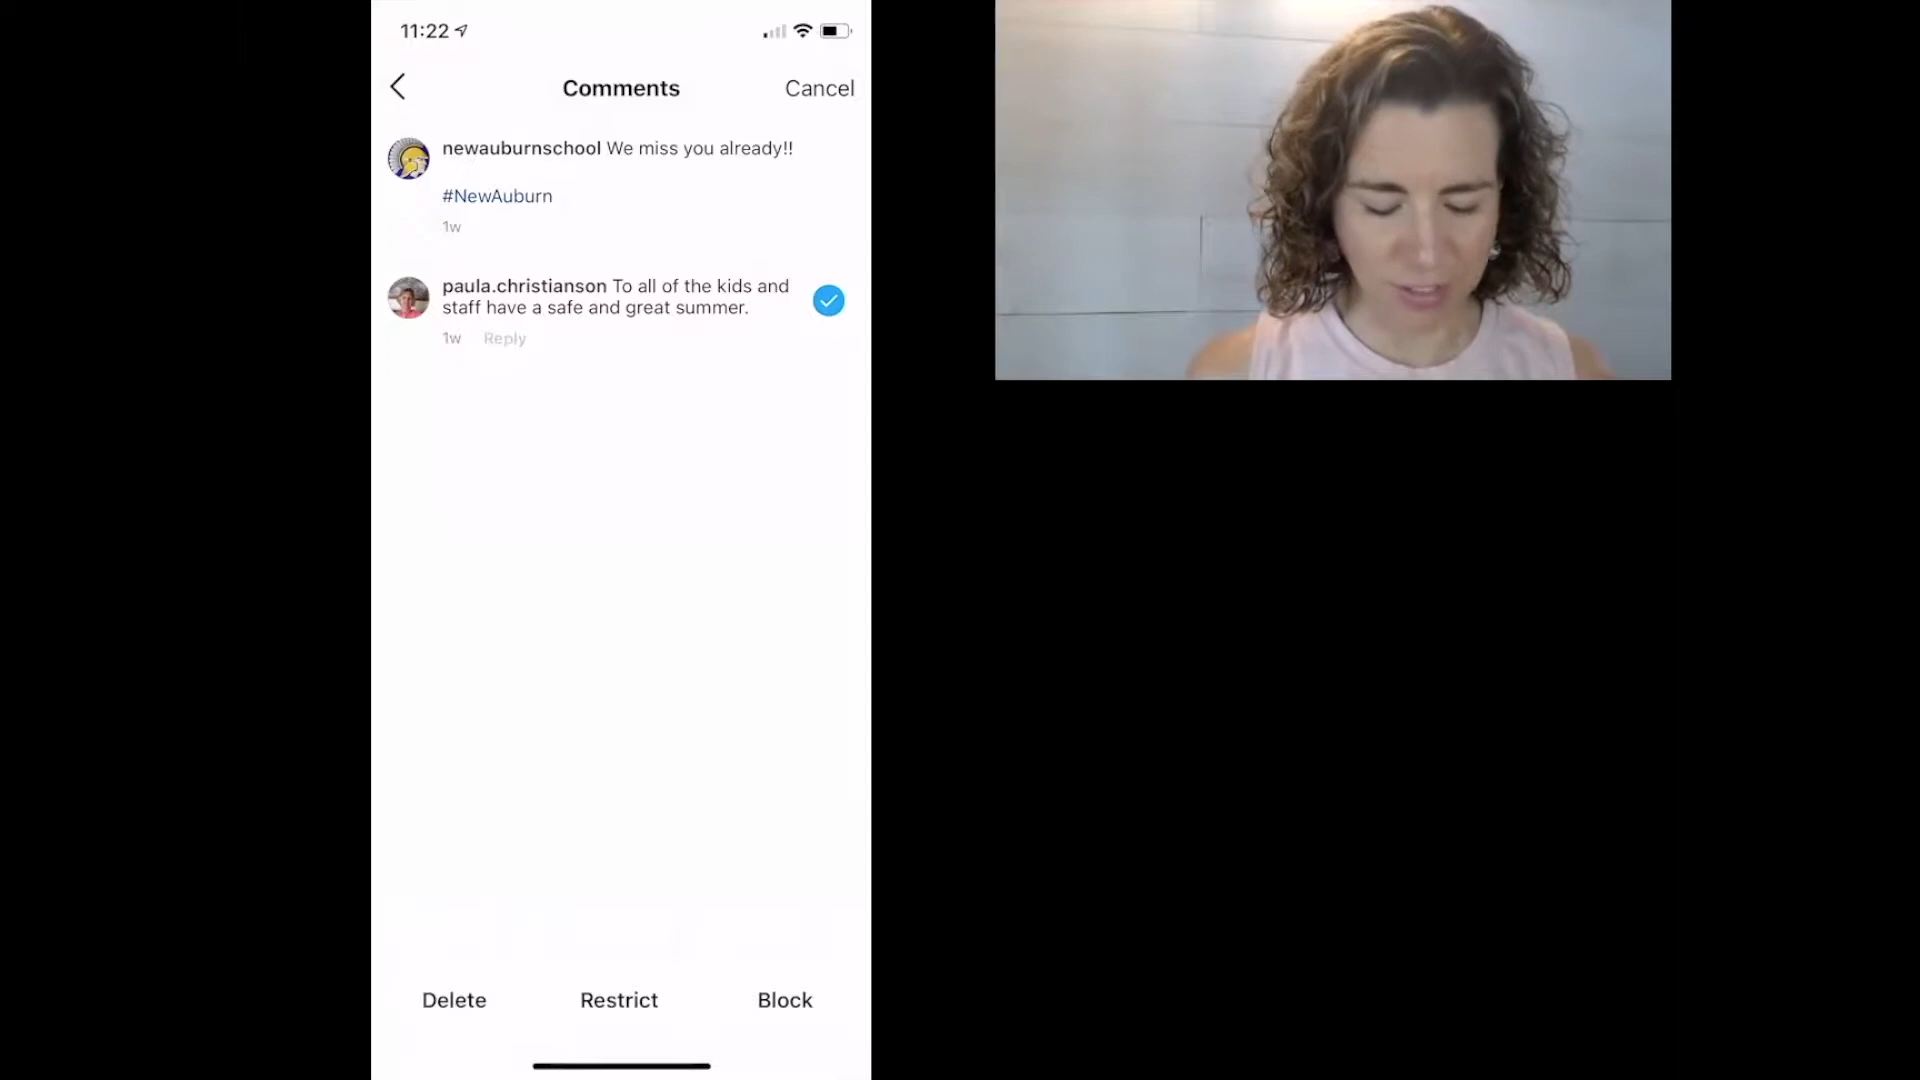 11:22
Comments
Cancel
newauburnschool We miss you already!!
#NewAuburn
1w
paula.christianson To all of the kids and
staff have a safe and great summer.
1w Reply
Delete Restrict Block